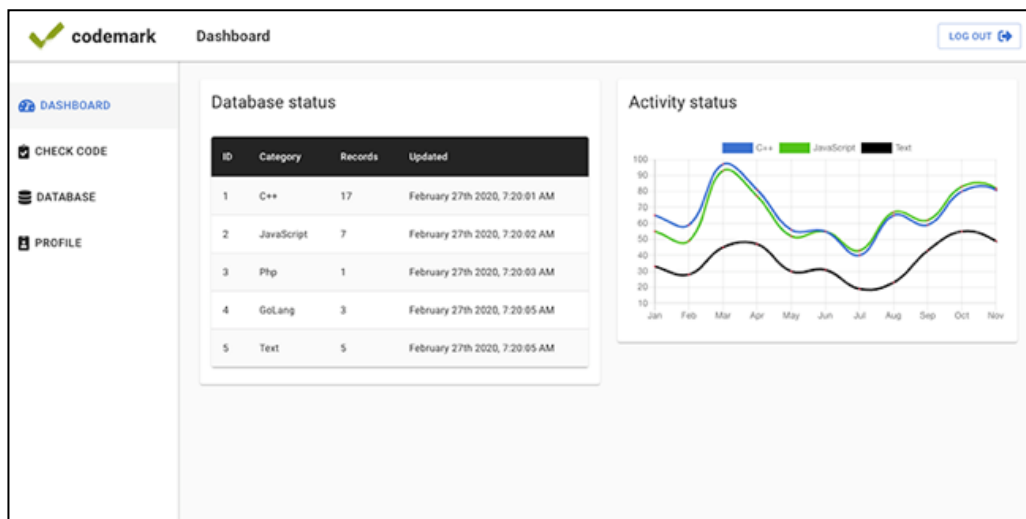 codemark
Dashboard
LOG OUT
DASHBOARD
CHECK CODE
DATABASE
PROFILE
Database status
ID Category Records Updated
1 C++ 17 February 27th 2020, 7:20:01 AM
2 JavaScript 7 February 27th 2020, 7:20:02 AM
3 Php 1 February 27th 2020, 7:20:03 AM
4 GoLang 3 February 27th 2020, 7:20:05 AM
5 Text 5 February 27th 2020, 7:20:05 AM
Activity status
C++ JavaScript Text
100
90
80
70
60
50
40
30
20
10
Jan Feb Mar Apr May Jun Jul Aug Sep Oct Nov